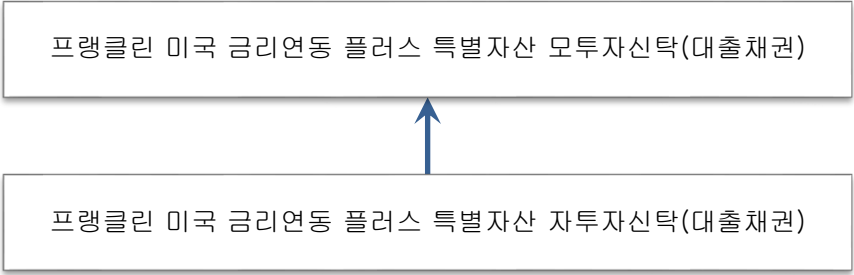 프랭클린 미국 금리연동 플러스 특별자산 모투자신탁(대출채권)
프랭클린 미국 금리연동 플러스 특별자산 자투자신탁(대출채권)